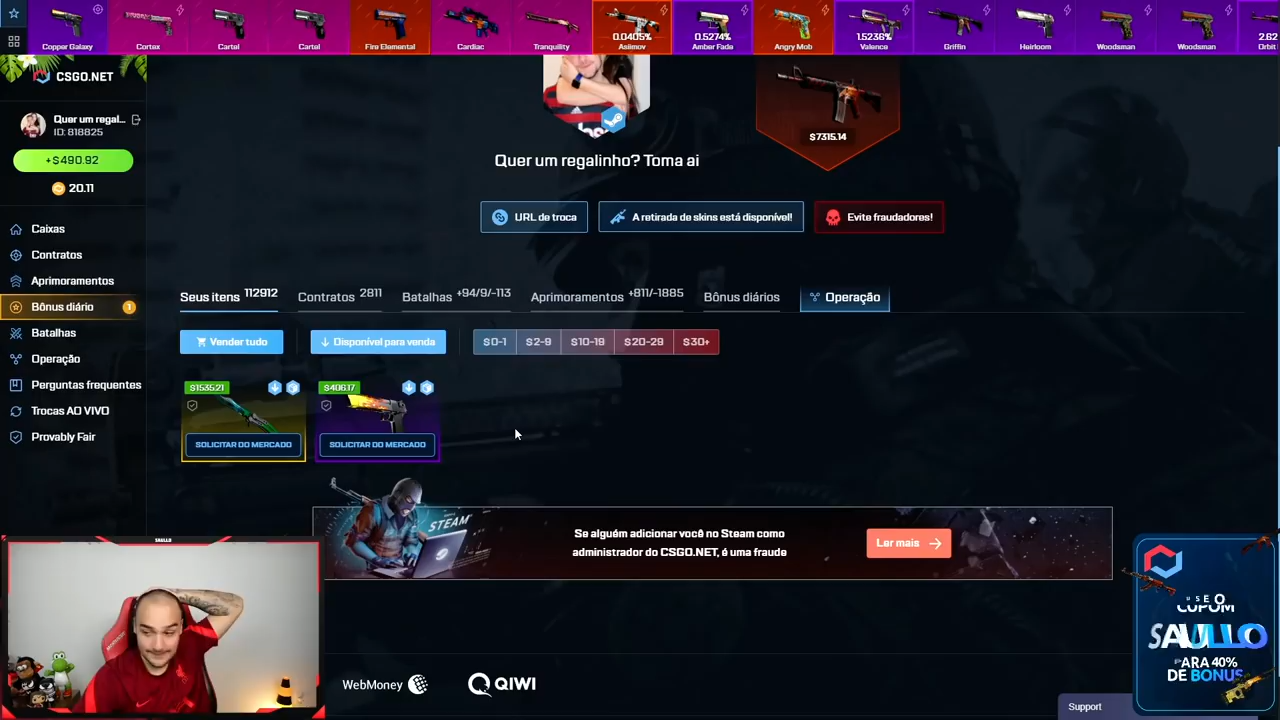 Copper Galaxy
Cortex
Cartel
Cartel
Fire Elemental
Cardiac
Tranquility
0.0405%
Asiimov
0.5274%
Amber Fade
Angry Mob
1.5236%
Valence
Griffin
Heirloom
Woodsman
Woodsman
2.62
Orbit
CSGO.NET
Quer um regal...
ID: 818825
+$490.92
20.11
Caixas
Contratos
Aprimoramentos
Bônus diário 1
Batalhas
Operação
Perguntas frequentes
Trocas AO VIVO
Provably Fair
$7315.14
Quer um regalinho? Toma ai
URL de troca
A retirada de skins está disponível!
Evite fraudadores!
Seus itens 112912
Contratos 2811
Batalhas +94/9/-113
Aprimoramentos +811/-1885
Bônus diários
Operação
Vender tudo
Disponível para venda
$0-1
$2-9
$10-19
$20-29
$30+
$1535.21
SOLICITAR DO MERCADO
$406.17
SOLICITAR DO MERCADO
STEAM
Se alguém adicionar você no Steam como
administrador do CSGO.NET, é uma fraude
Ler mais
SAULLO
WebMoney
QIWI
USE O
CUPOM
SAULLO
PARA 40%
DE BONUS
Support